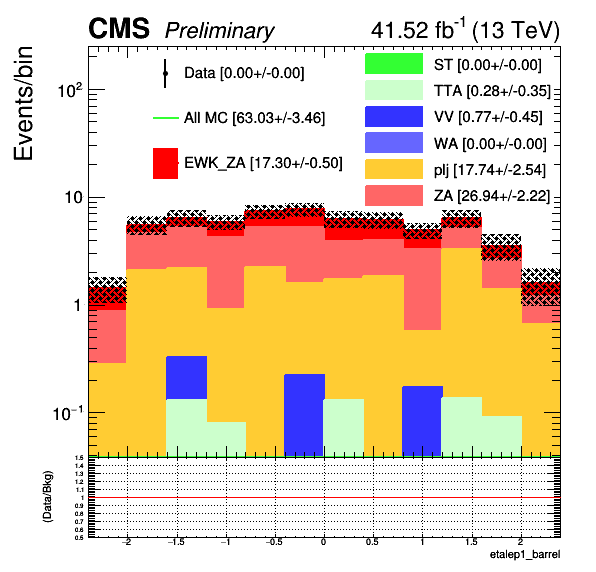 CMS Preliminary 41.52 fb⁻¹ (13 TeV)
Events/bin
Data [0.00+/-0.00]
All MC [63.03+/-3.46]
EWK_ZA [17.30+/-0.50]
ST [0.00+/-0.00]
TTA [0.28+/-0.35]
VV [0.77+/-0.45]
WA [0.00+/-0.00]
plj [17.74+/-2.54]
ZA [26.94+/-2.22]
10²
10
1
10⁻¹
(Data/Bkg)
1.5
1.4
1.3
1.2
1.1
1
0.9
0.8
0.7
0.6
0.5
−2 −1.5 −1 −0.5 0 0.5 1 1.5 2
etalep1_barrel